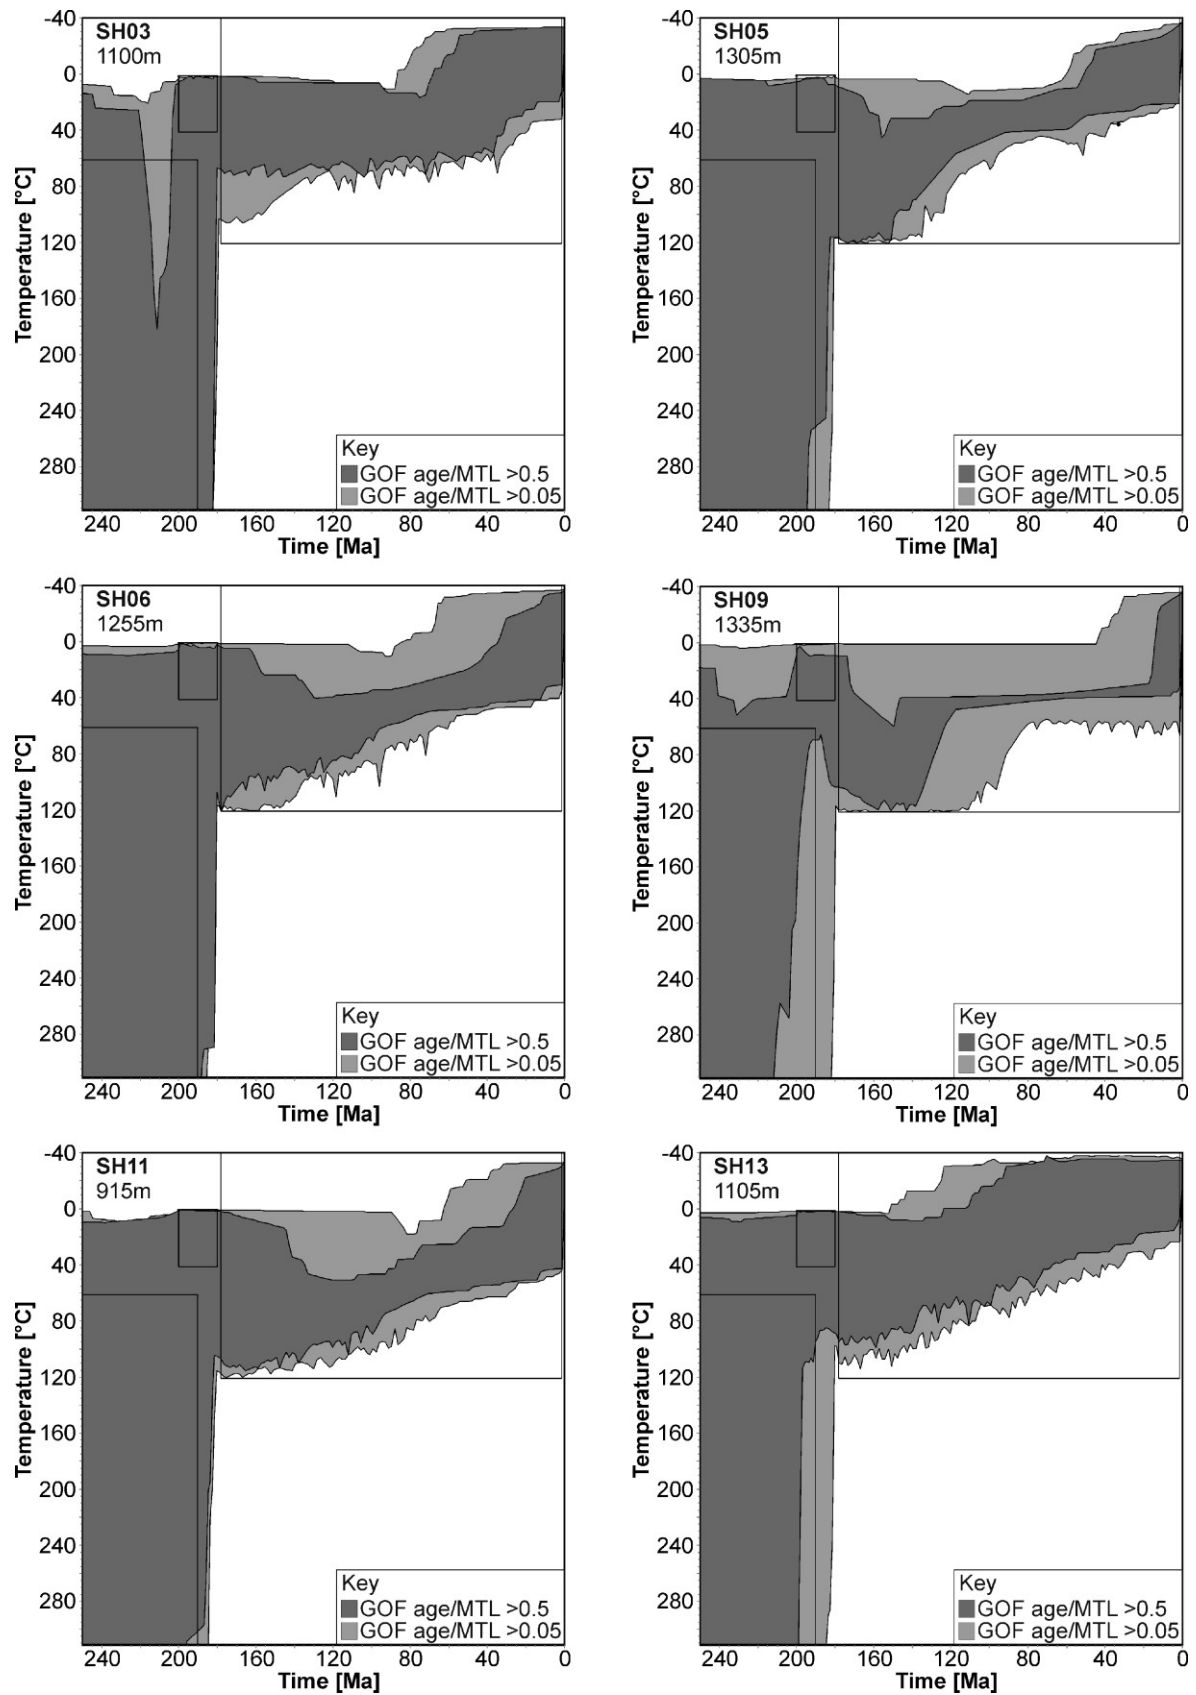 SH03
1100m
-40
0
40
80
120
160
200
240
280
Temperature [°C]
Key
GOF age/MTL >0.5
GOF age/MTL >0.05
240 200 160 120 80 40 0
Time [Ma]
SH05
1305m
-40
0
40
80
120
160
200
240
280
Temperature [°C]
Key
GOF age/MTL >0.5
GOF age/MTL >0.05
240 200 160 120 80 40 0
Time [Ma]
SH06
1255m
-40
0
40
80
120
160
200
240
280
Temperature [°C]
Key
GOF age/MTL >0.5
GOF age/MTL >0.05
240 200 160 120 80 40 0
Time [Ma]
SH09
1335m
-40
0
40
80
120
160
200
240
280
Temperature [°C]
Key
GOF age/MTL >0.5
GOF age/MTL >0.05
240 200 160 120 80 40 0
Time [Ma]
SH11
915m
-40
0
40
80
120
160
200
240
280
Temperature [°C]
Key
GOF age/MTL >0.5
GOF age/MTL >0.05
240 200 160 120 80 40 0
Time [Ma]
SH13
1105m
-40
0
40
80
120
160
200
240
280
Temperature [°C]
Key
GOF age/MTL >0.5
GOF age/MTL >0.05
240 200 160 120 80 40 0
Time [Ma]